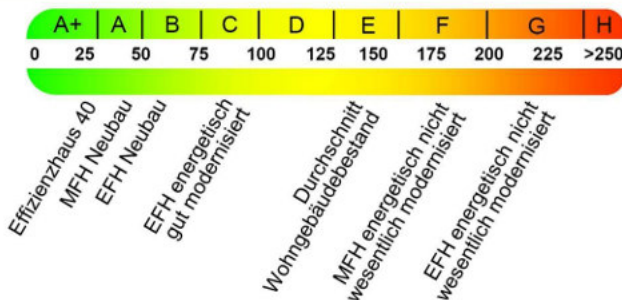 A+ A B C D E F G H
0 25 50 75 100 125 150 175 200 225 >250
Effizienzhaus 40
MFH Neubau
EFH Neubau
EFH energetisch
gut modernisiert
Durchschnitt
Wohngebäudebestand
MFH energetisch nicht
wesentlich modernisiert
EFH energetisch nicht
wesentlich modernisiert